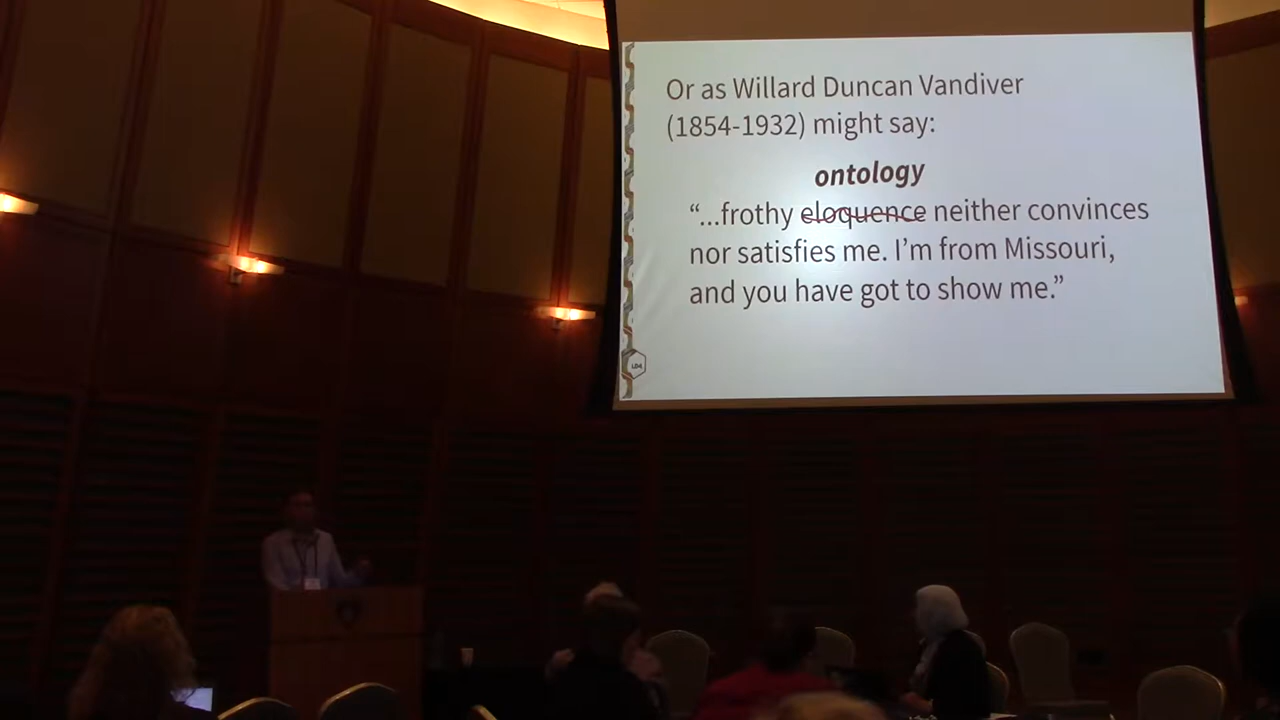 Or as Willard Duncan Vandiver
(1854-1932) might say:
ontology
“...frothy eloquence neither convinces
nor satisfies me. I’m from Missouri,
and you have got to show me.”